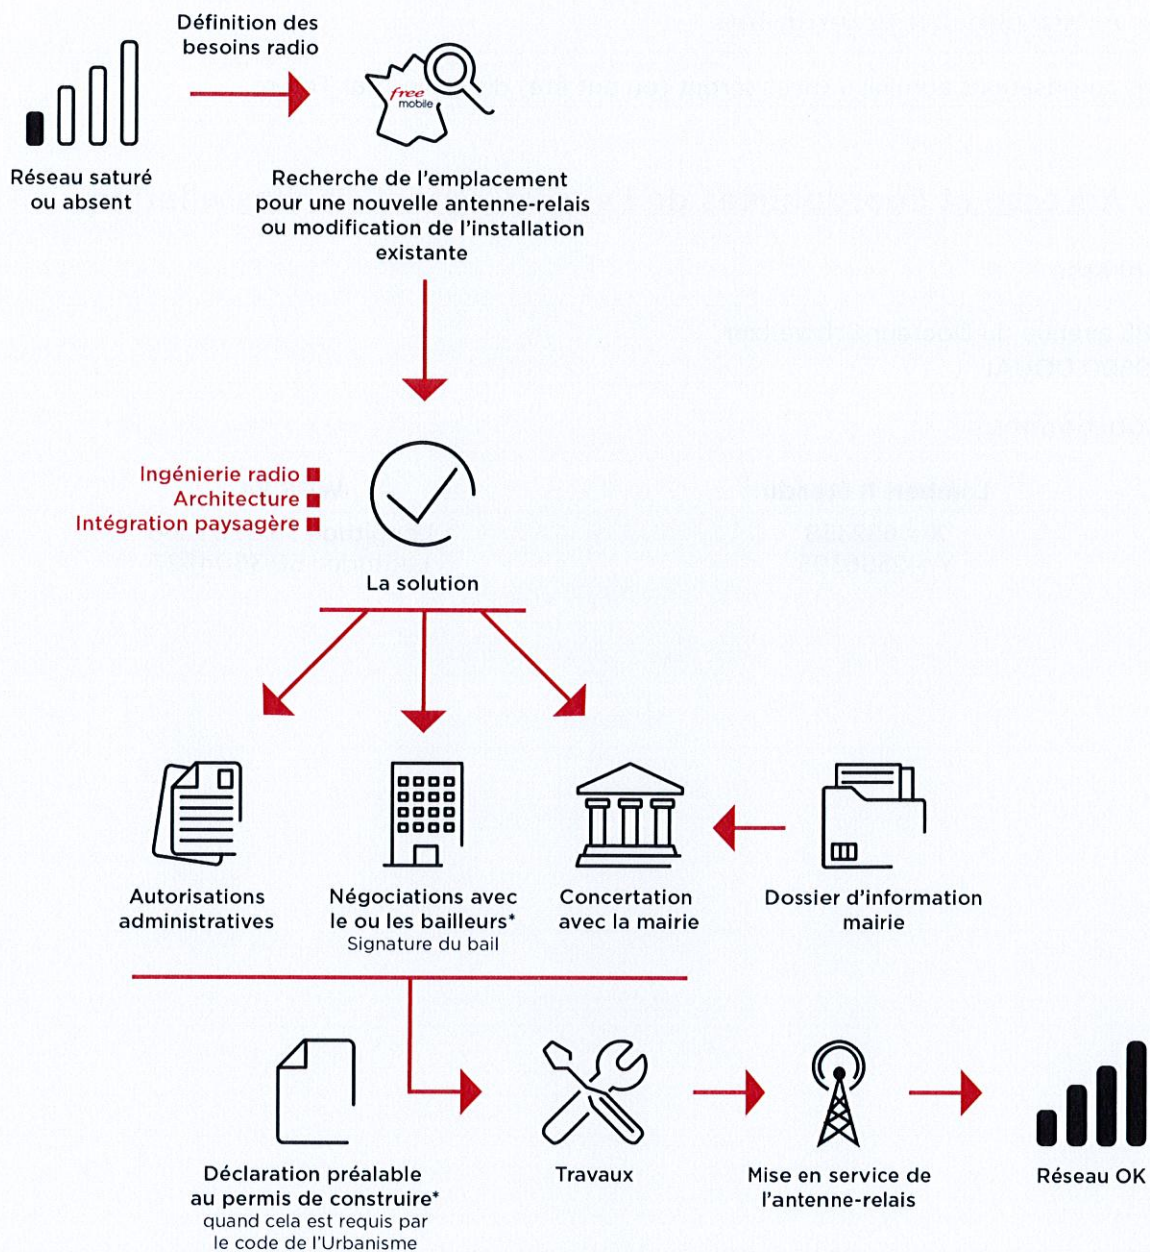 Définition des
besoins radio
free
mobile
Réseau saturé
ou absent
Recherche de l'emplacement
pour une nouvelle antenne-relais
ou modification de l'installation
existante
Ingénierie radio
Architecture
Intégration paysagère
La solution
Autorisations
administratives
Négociations avec
le ou les bailleurs*
Signature du bail
Concertation
avec la mairie
Dossier d'information
mairie
Déclaration préalable
au permis de construire*
quand cela est requis par
le code de l'Urbanisme
Travaux
Mise en service de
l'antenne-relais
Réseau OK